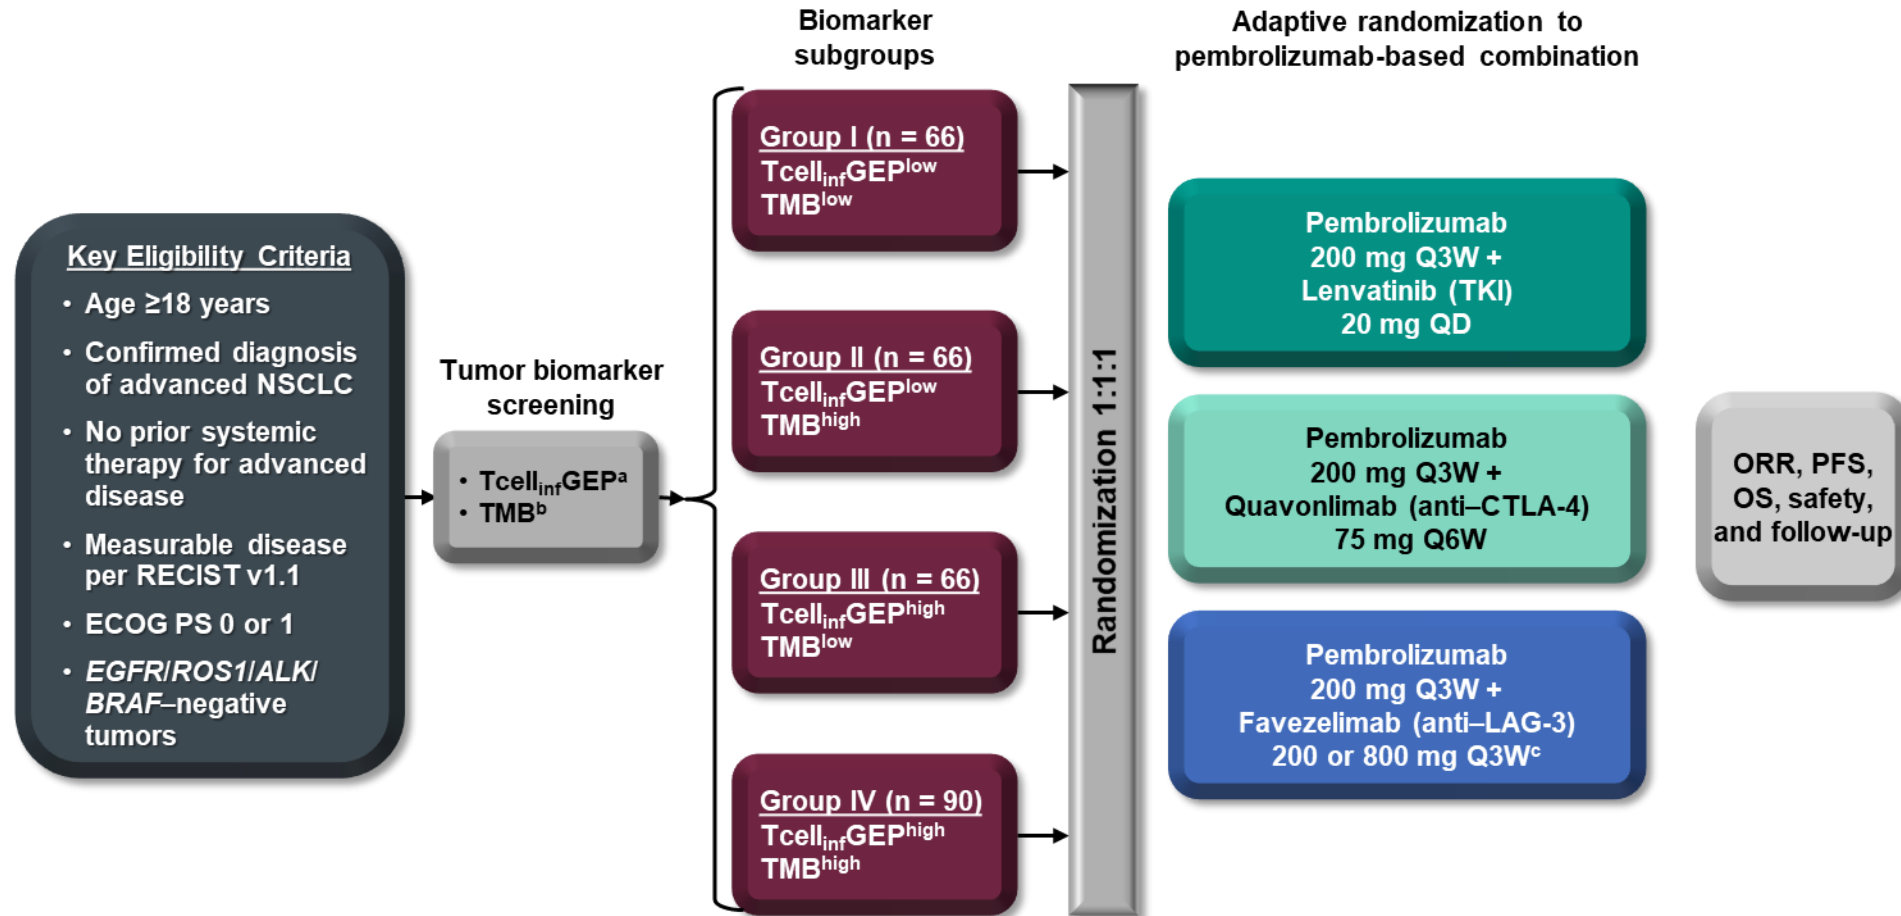 Biomarker
subgroups
Adaptive randomization to
pembrolizumab-based combination
Key Eligibility Criteria
• Age ≥18 years
• Confirmed diagnosis
of advanced NSCLC
• No prior systemic
therapy for advanced
disease
• Measurable disease
per RECIST v1.1
• ECOG PS 0 or 1
• EGFR/ROS1/ALK/
BRAF–negative
tumors
Tumor biomarker
screening
• TcellinfGEPa
• TMBb
Group I (n = 66)
TcellinfGEPlow
TMBlow
Group II (n = 66)
TcellinfGEPlow
TMBhigh
Group III (n = 66)
TcellinfGEPhigh
TMBlow
Group IV (n = 90)
TcellinfGEPhigh
TMBhigh
Randomization 1:1:1
Pembrolizumab
200 mg Q3W +
Lenvatinib (TKI)
20 mg QD
Pembrolizumab
200 mg Q3W +
Quavonlimab (anti–CTLA-4)
75 mg Q6W
Pembrolizumab
200 mg Q3W +
Favezelimab (anti–LAG-3)
200 or 800 mg Q3Wc
ORR, PFS,
OS, safety,
and follow-up